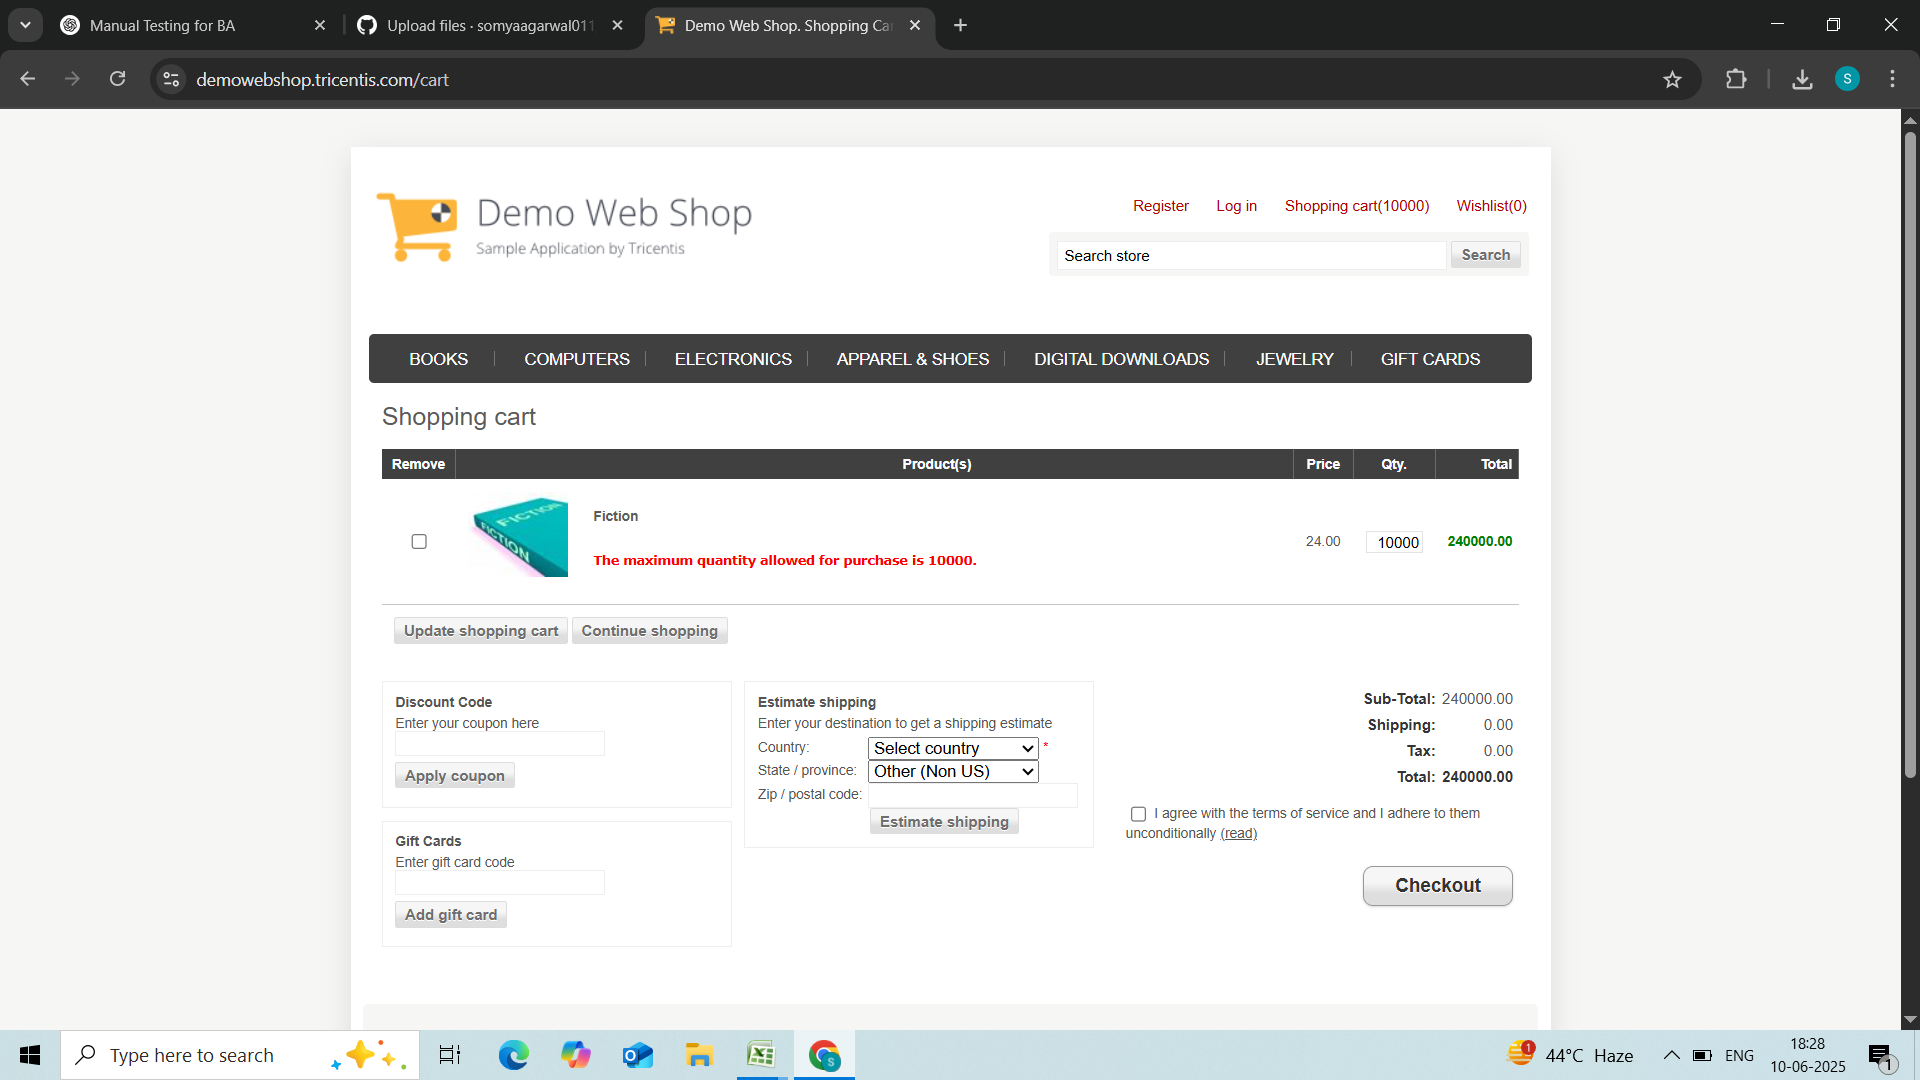 Manual Testing for BA
Upload files · somyaagarwal011
Demo Web Shop. Shopping Ca
demowebshop.tricentis.com/cart
S
Demo Web Shop
Sample Application by Tricentis
Register
Log in
Shopping cart(10000)
Wishlist(0)
Search store
Search
BOOKS
COMPUTERS
ELECTRONICS
APPAREL & SHOES
DIGITAL DOWNLOADS
JEWELRY
GIFT CARDS
Shopping cart
Remove
Product(s)
Price
Qty.
Total
FICTION
FICTION
Fiction
The maximum quantity allowed for purchase is 10000.
24.00
10000
240000.00
Update shopping cart
Continue shopping
Discount Code
Enter your coupon here
Apply coupon
Gift Cards
Enter gift card code
Add gift card
Estimate shipping
Enter your destination to get a shipping estimate
Country:
Select country
*
State / province:
Other (Non US)
Zip / postal code:
Estimate shipping
Sub-Total: 240000.00
Shipping: 0.00
Tax: 0.00
Total: 240000.00
I agree with the terms of service and I adhere to them
unconditionally (read)
Checkout
Type here to search
S
1
44°C Haze
ENG
18:28
10-06-2025
1